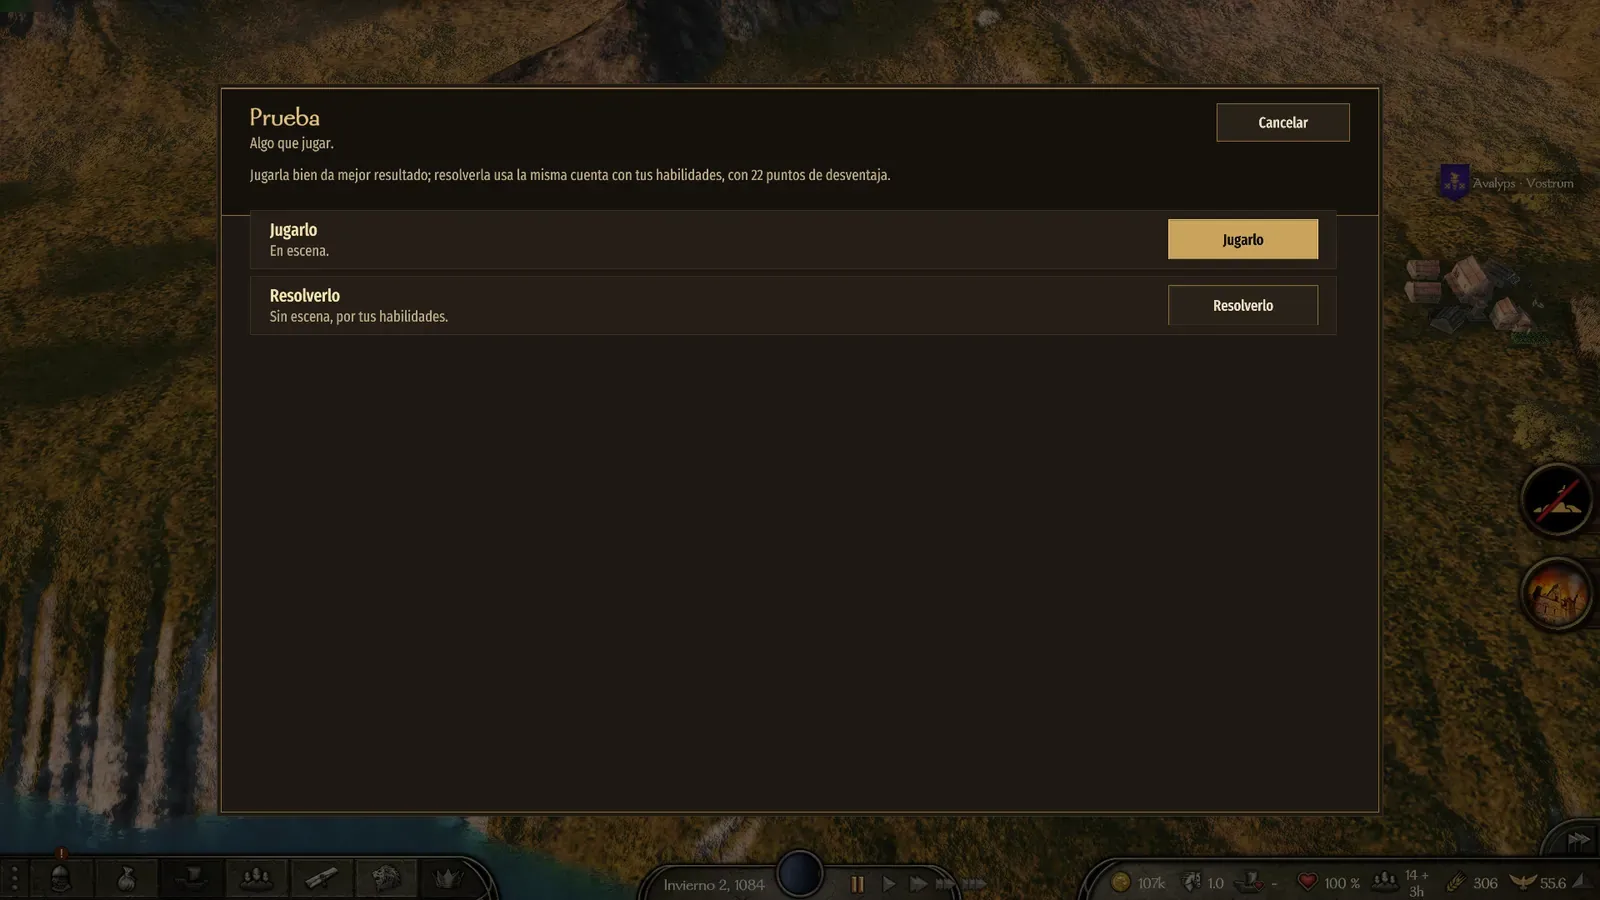 Prueba
Algo que jugar.
Cancelar
Jugarla bien da mejor resultado; resolverla usa la misma cuenta con tus habilidades, con 22 puntos de desventaja.
Avalyps · Vostrum
Jugarlo
En escena.
Jugarlo
Resolverlo
Sin escena, por tus habilidades.
Resolverlo
!
Invierno 2, 1084
107k
1.0
-
100 %
14 + 3h
306
55.6